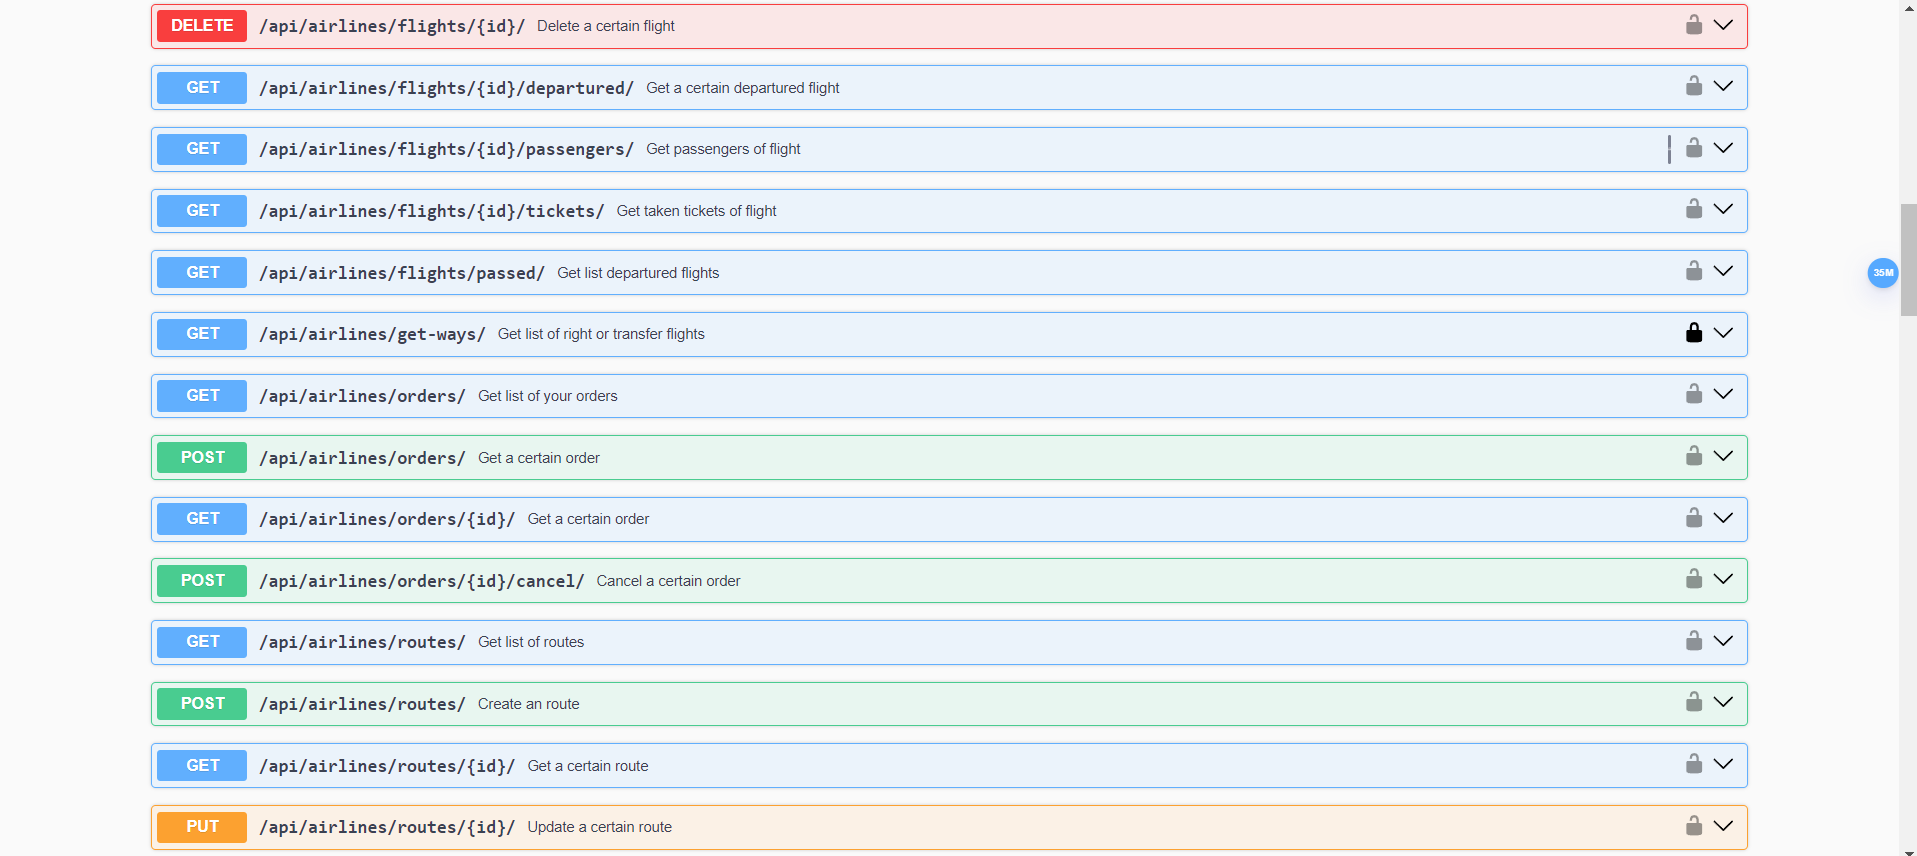 DELETE /api/airlines/flights/{id}/ Delete a certain flight
GET /api/airlines/flights/{id}/departured/ Get a certain departured flight
GET /api/airlines/flights/{id}/passengers/ Get passengers of flight
GET /api/airlines/flights/{id}/tickets/ Get taken tickets of flight
GET /api/airlines/flights/passed/ Get list departured flights
35M
GET /api/airlines/get-ways/ Get list of right or transfer flights
GET /api/airlines/orders/ Get list of your orders
POST /api/airlines/orders/ Get a certain order
GET /api/airlines/orders/{id}/ Get a certain order
POST /api/airlines/orders/{id}/cancel/ Cancel a certain order
GET /api/airlines/routes/ Get list of routes
POST /api/airlines/routes/ Create an route
GET /api/airlines/routes/{id}/ Get a certain route
PUT /api/airlines/routes/{id}/ Update a certain route